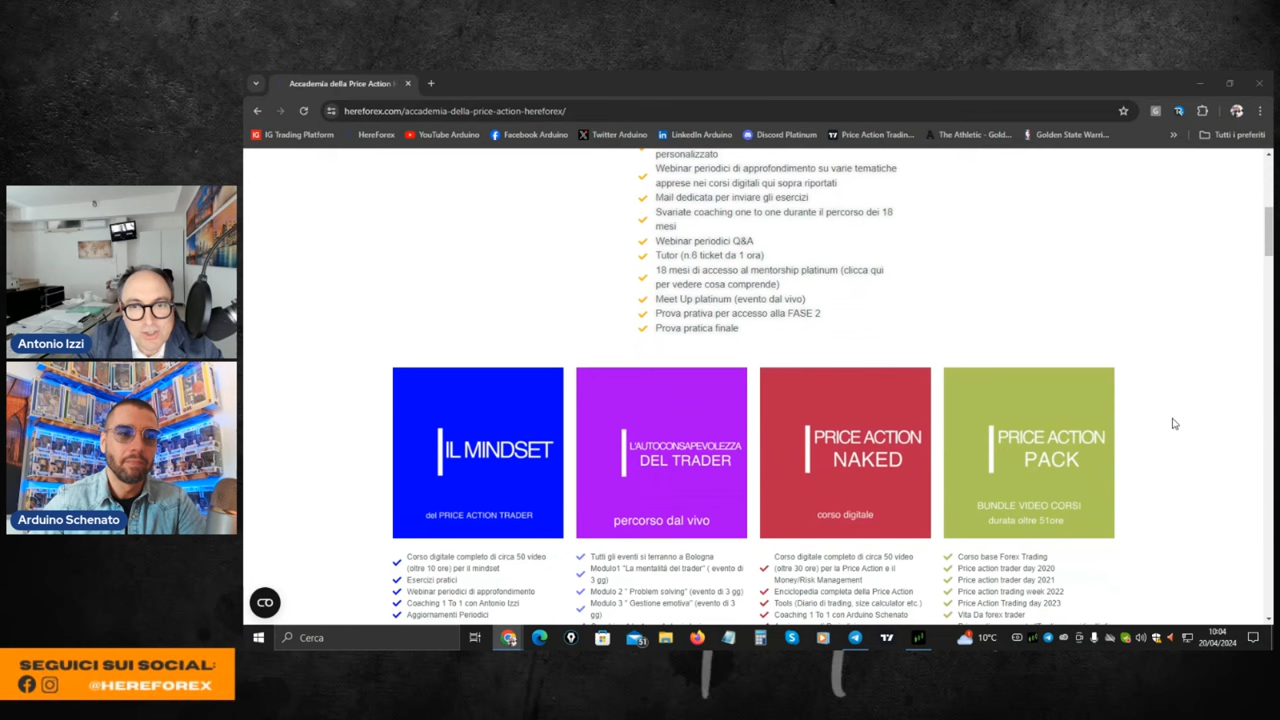 Accademia della Price Action
hereforex.com/accademia-della-price-action-hereforex/
IG Trading Platform
HereForex
YouTube Arduino
Facebook Arduino
Twitter Arduino
LinkedIn Arduino
Discord Platinum
Price Action Tradin...
The Athletic - Gold...
Golden State Warri...
»
Tutti i preferiti
personalizzato
Webinar periodici di approfondimento su varie tematiche
apprese nei corsi digitali qui sopra riportati
Mail dedicata per inviare gli esercizi
Svariate coaching one to one durante il percorso dei 18
mesi
Webinar periodici Q&A
Tutor (n.6 ticket da 1 ora)
18 mesi di accesso al mentorship platinum (clicca qui
per vedere cosa comprende)
Meet Up platinum (evento dal vivo)
Prova prativa per accesso alla FASE 2
Prova pratica finale
Antonio Izzi
Arduino Schenato
IL MINDSET
del PRICE ACTION TRADER
L'AUTOCONSAPEVOLEZZA
DEL TRADER
percorso dal vivo
PRICE ACTION
NAKED
corso digitale
PRICE ACTION
PACK
BUNDLE VIDEO CORSI
durata oltre 51ore
Corso digitale completo di circa 50 video
(oltre 10 ore) per il mindset
Esercizi pratici
Webinar periodici di approfondimento
Coaching 1 To 1 con Antonio Izzi
Aggiornamenti Periodici
Tutti gli eventi si terranno a Bologna
Modulo1 "La mentalità del trader" ( evento di
3 gg)
Modulo 2 " Problem solving" (evento di 3 gg)
Modulo 3 " Gestione emotiva" (evento di 3
gg)
Corso digitale completo di circa 50 video
(oltre 30 ore) per la Price Action e il
Money/Risk Management
Enciclopedia completa della Price Action
Tools (Diario di trading, size calculator etc.)
Coaching 1 To 1 con Arduino Schenato
Corso base Forex Trading
Price action trader day 2020
Price action trader day 2021
Price action trading week 2022
Price Action Trading day 2023
Vita Da forex trader
Cerca
51
10°C
10:04
20/04/2024
SEGUICI SUI SOCIAL:
@HEREFOREX